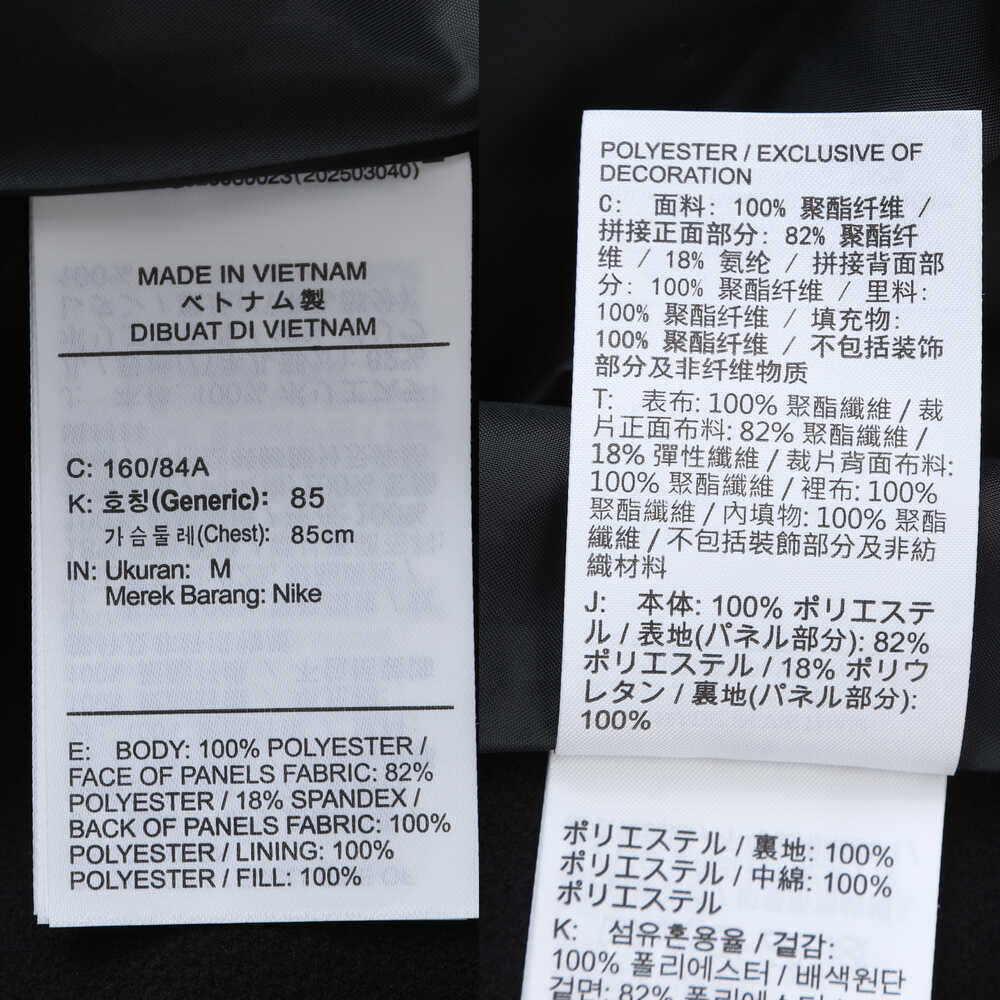 (202503040)
MADE IN VIETNAM
ベトナム製
DIBUAT DI VIETNAM
C: 160/84A
K: 호칭(Generic): 85
가슴둘레(Chest): 85cm
IN: Ukuran: M
Merek Barang: Nike
E: BODY: 100% POLYESTER /
FACE OF PANELS FABRIC: 82%
POLYESTER / 18% SPANDEX /
BACK OF PANELS FABRIC: 100%
POLYESTER / LINING: 100%
POLYESTER / FILL: 100%
POLYESTER / EXCLUSIVE OF
DECORATION
C: 面料: 100% 聚酯纤维 /
拼接正面部分: 82% 聚酯纤
维 / 18% 氨纶 / 拼接背面部
分: 100% 聚酯纤维 / 里料:
100% 聚酯纤维 / 填充物:
100% 聚酯纤维 / 不包括装饰
部分及非纤维物质
T: 表布: 100% 聚酯纖維 / 裁
片正面布料: 82% 聚酯纖維 /
18% 彈性纖維 / 裁片背面布料:
100% 聚酯纖維 / 裡布: 100%
聚酯纖維 / 內填物: 100% 聚酯
纖維 / 不包括裝飾部分及非紡
織材料
J: 本体: 100% ポリエステ
ル / 表地(パネル部分): 82%
ポリエステル / 18% ポリウ
レタン / 裏地(パネル部分):
100%
ポリエステル / 裏地: 100%
ポリエステル / 中綿: 100%
ポリエステル
K: 섬유혼용율 / 겉감:
100% 폴리에스터 / 배색원단
겉면: 82% 폴리에스터 /